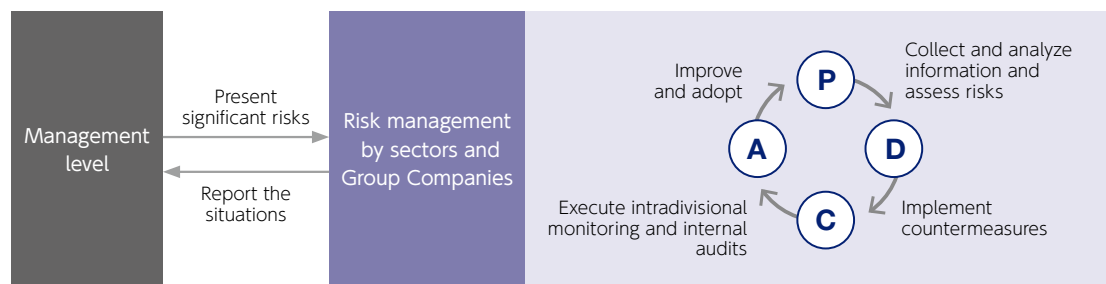 Management
level
Present
significant risks
Report the
situations
Risk management
by sectors and
Group Companies
P
Collect and analyze
information and
assess risks
D
Implement
countermeasures
C
Execute intradivisional
monitoring and internal
audits
A
Improve
and adopt